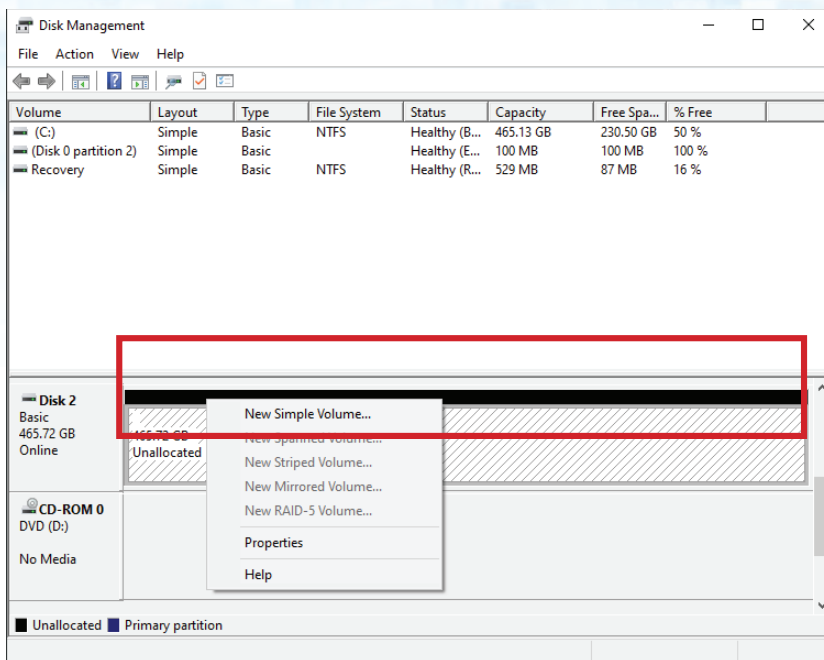 Disk Management
File Action View Help
Volume Layout Type File System Status Capacity Free Spa... % Free
(C:) Simple Basic NTFS Healthy (B... 465.13 GB 230.50 GB 50 %
(Disk 0 partition 2) Simple Basic Healthy (E... 100 MB 100 MB 100 %
Recovery Simple Basic NTFS Healthy (R... 529 MB 87 MB 16 %
Disk 2
Basic
465.72 GB
Online
465.72 GB
Unallocated
New Simple Volume...
New Spanned Volume...
New Striped Volume...
New Mirrored Volume...
New RAID-5 Volume...
Properties
Help
CD-ROM 0
DVD (D:)
No Media
Unallocated Primary partition